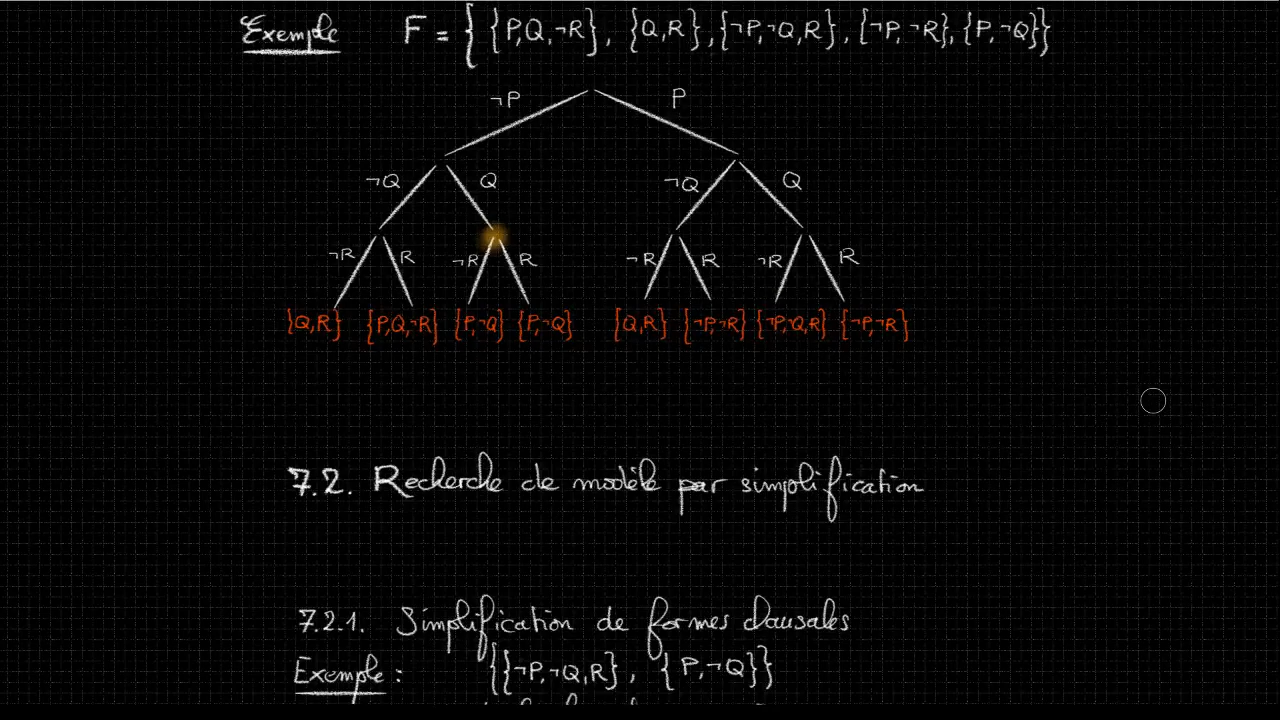 Exemple F = { {P,Q,¬R}, {Q,R}, {¬P,¬Q,R}, {¬P,¬R}, {P,¬Q}}
¬P P
¬Q Q ¬Q Q
¬R R ¬R R ¬R R ¬R R
{Q,R} {P,Q,¬R} {P,¬Q} {P,¬Q} {Q,R} {¬P,¬R} {¬P,¬Q,R} {¬P,¬R}
7.2. Recherche de modèle par simplification
7.2.1. Simplification de formes clausales
Exemple : {{¬P,¬Q,R}, {P,¬Q}}